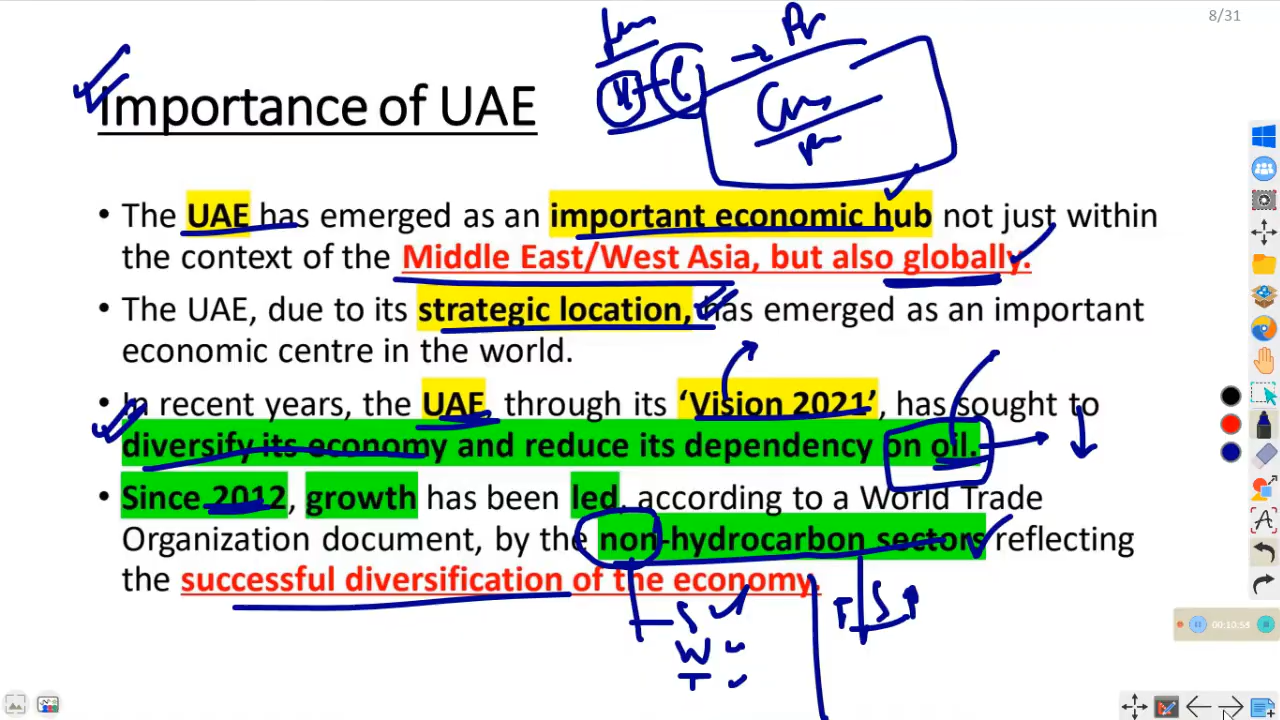 8/31
Importance of UAE
• The UAE has emerged as an important economic hub not just within
the context of the Middle East/West Asia, but also globally.
• The UAE, due to its strategic location, has emerged as an important
economic centre in the world.
• In recent years, the UAE, through its ‘Vision 2021’, has sought to
diversify its economy and reduce its dependency on oil.
• Since 2012, growth has been led, according to a World Trade
Organization document, by the non-hydrocarbon sectors reflecting
the successful diversification of the economy.
S
W
T
00:10:58